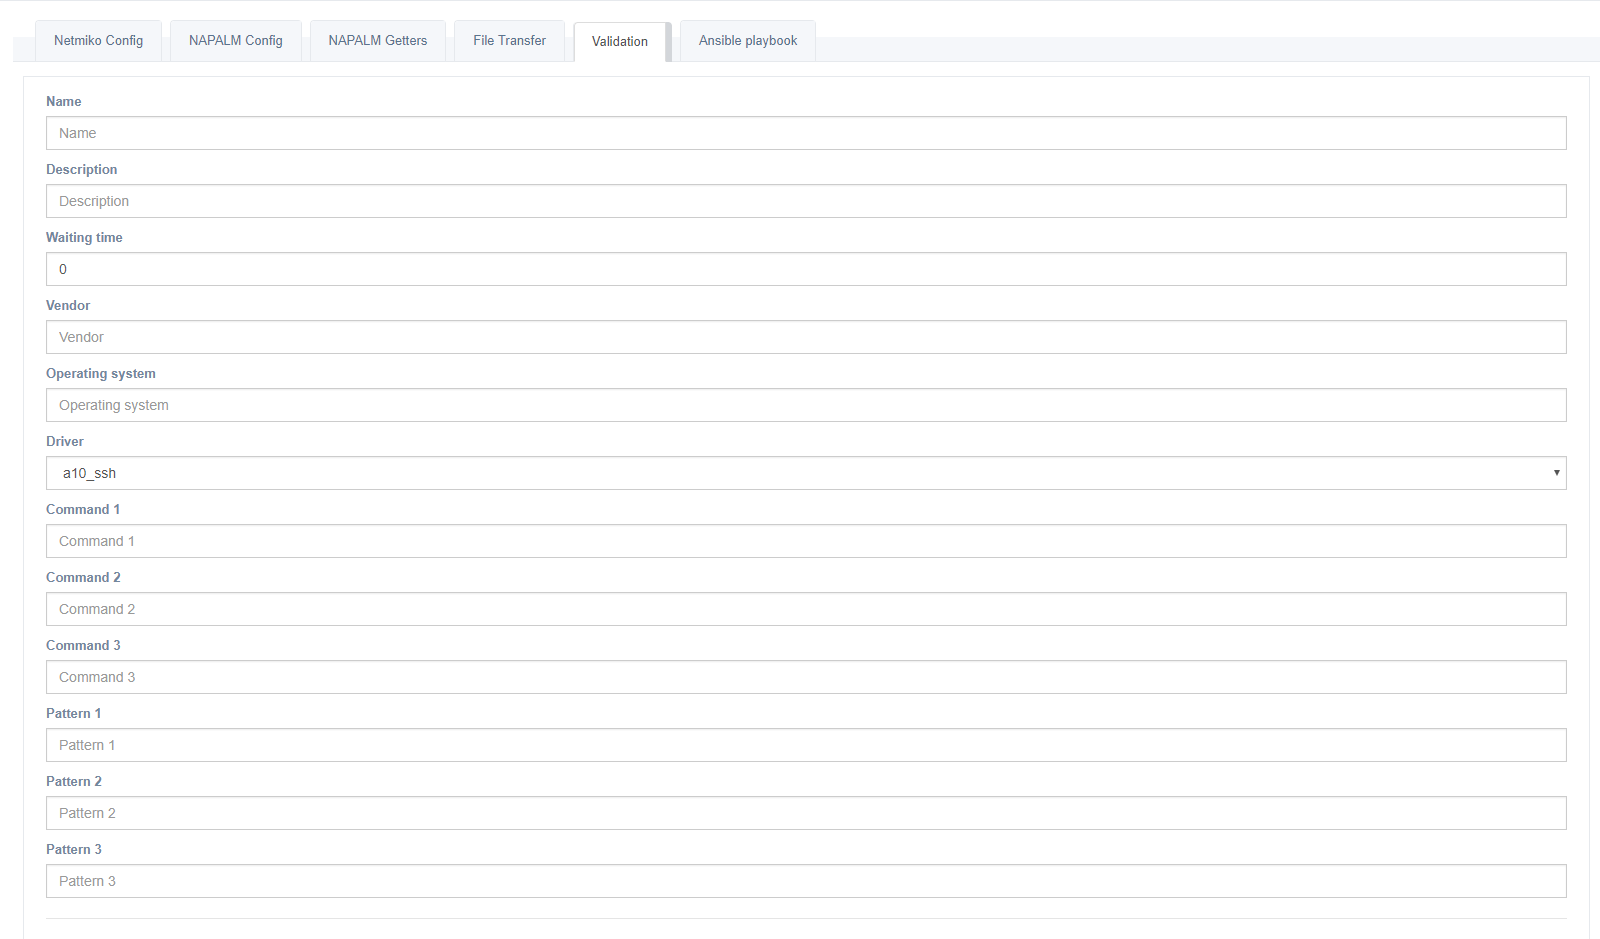 Netmiko Config NAPALM Config NAPALM Getters File Transfer Validation Ansible playbook
Name
Name
Description
Description
Waiting time
0
Vendor
Vendor
Operating system
Operating system
Driver
a10_ssh
Command 1
Command 1
Command 2
Command 2
Command 3
Command 3
Pattern 1
Pattern 1
Pattern 2
Pattern 2
Pattern 3
Pattern 3